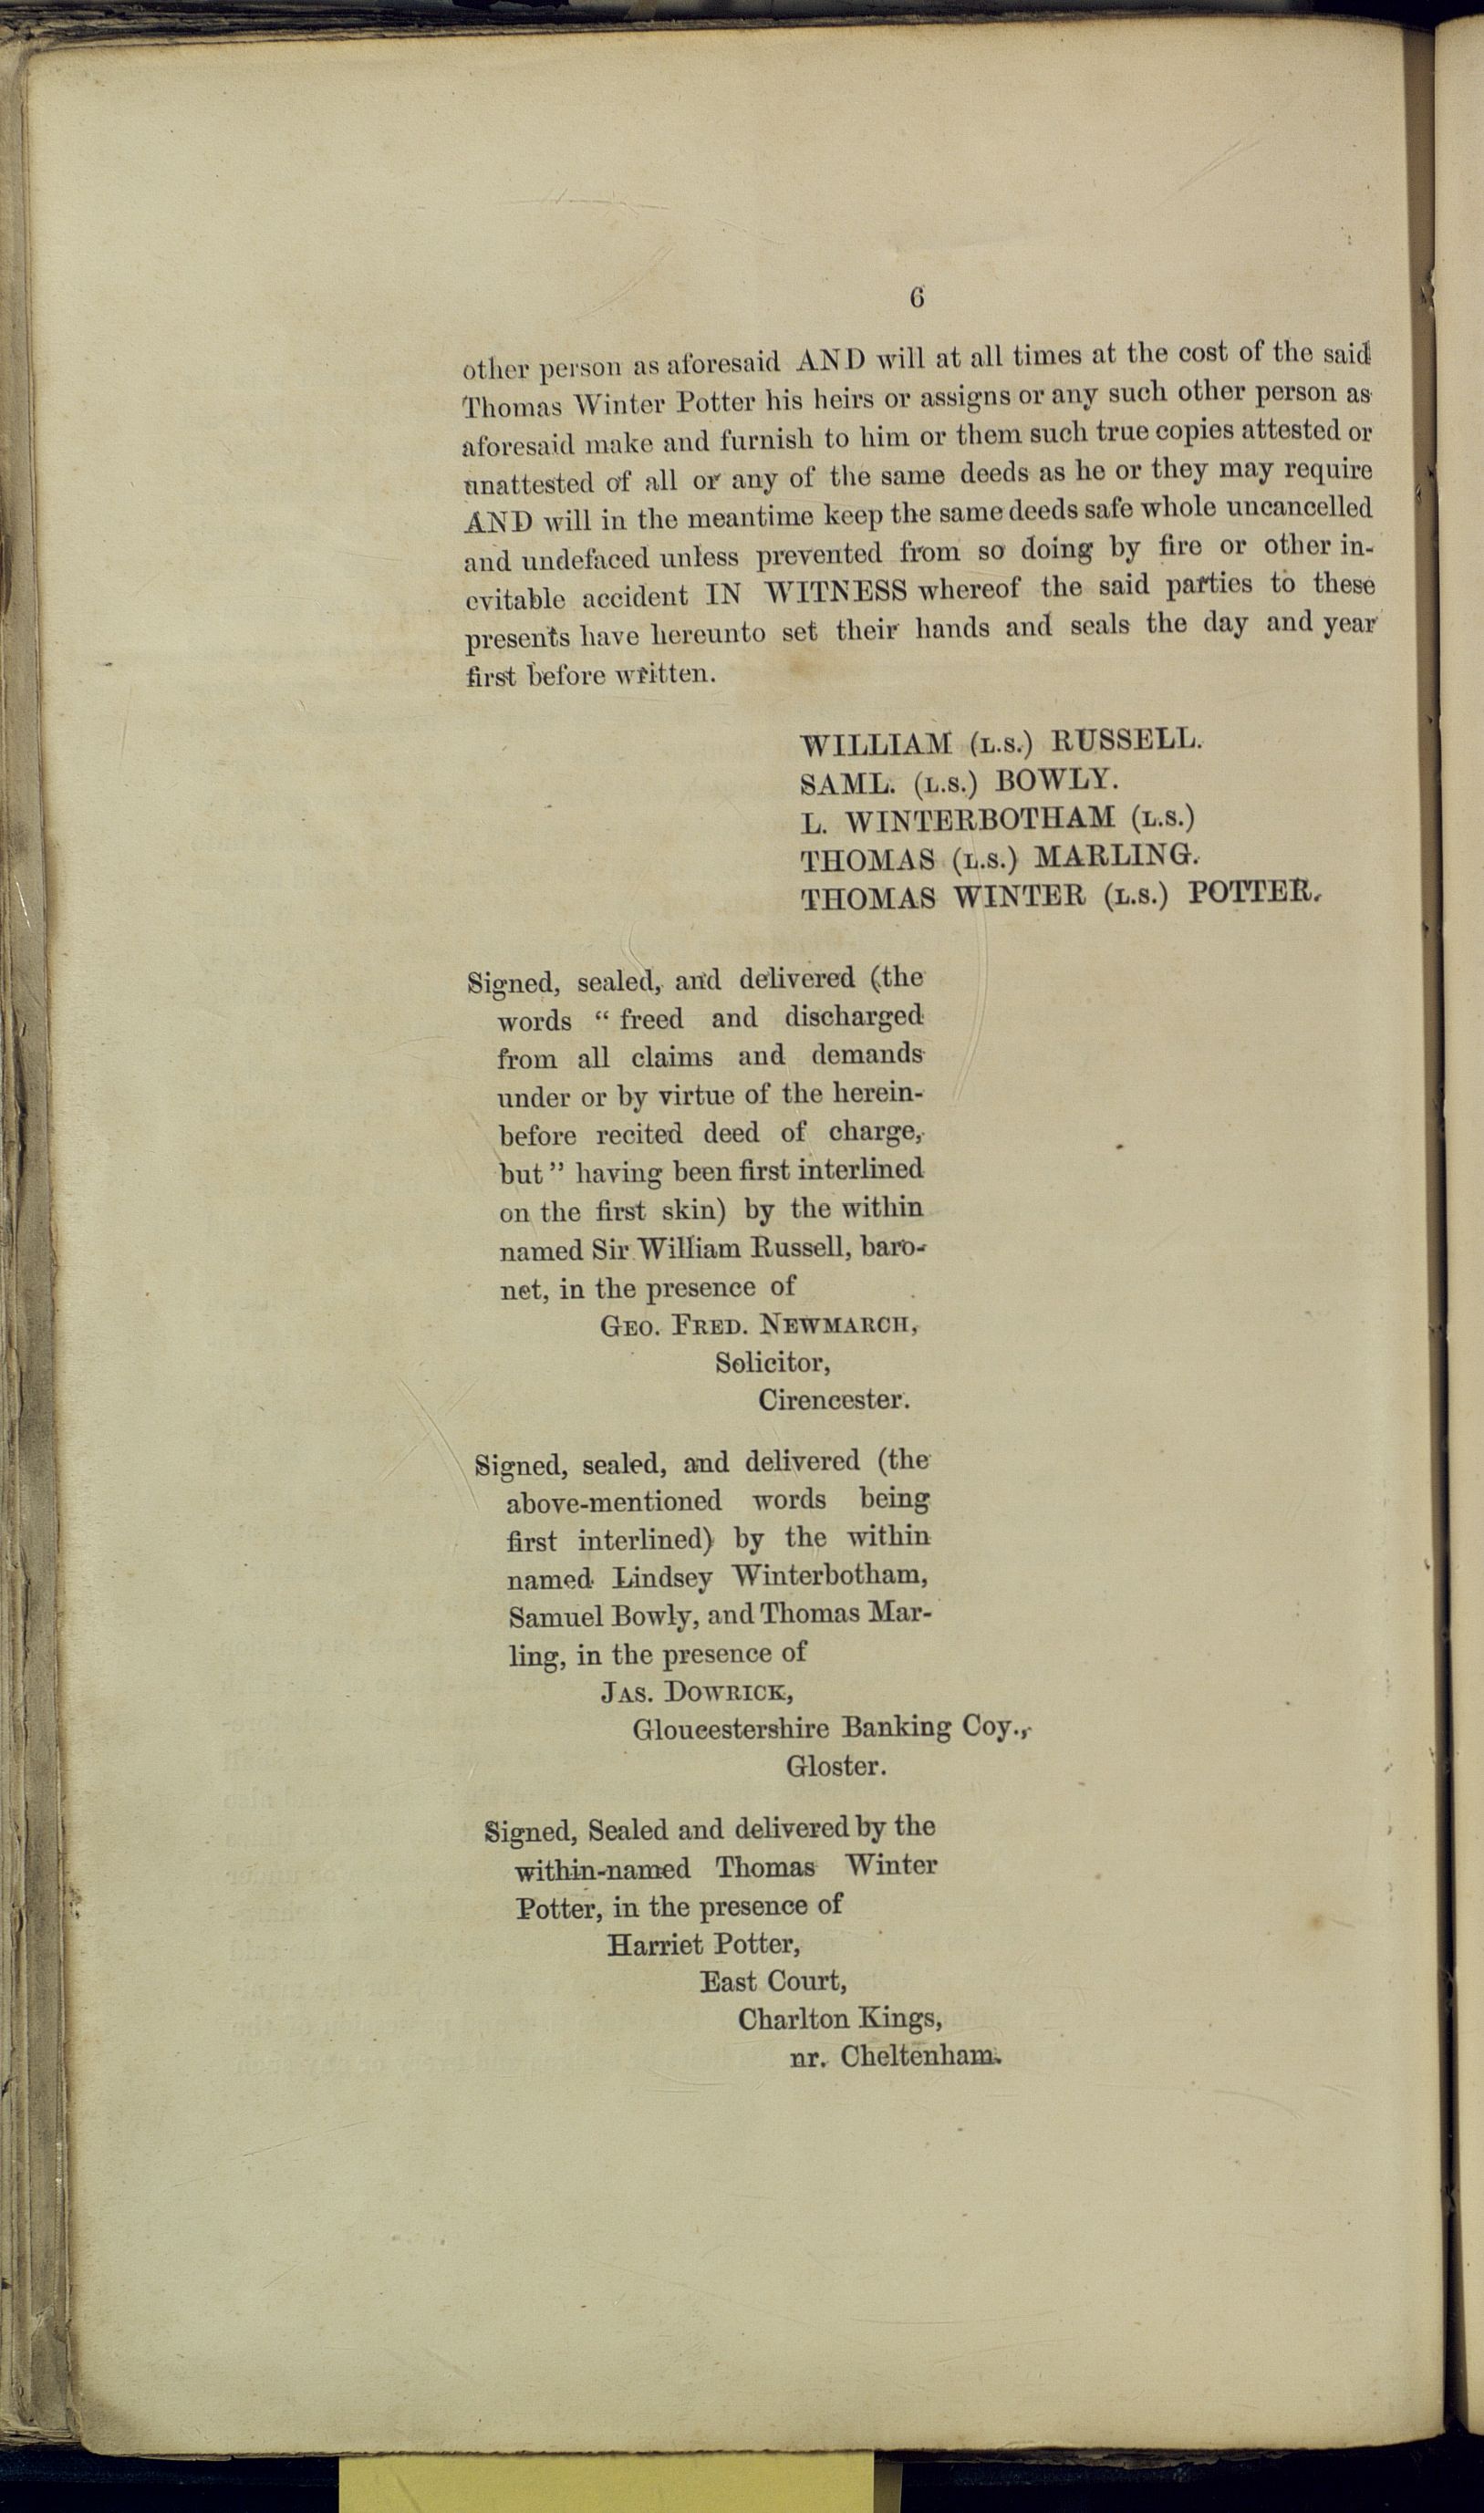 6
other person as aforesaid AND will at all times at the cost of the said
Thomas Winter Potter his heirs or assigns or any such other person as
aforesaid make and furnish to him or them such true copies attested or
unattested of all or any of the same deeds as he or they may require
AND will in the meantime keep the same deeds safe whole uncancelled
and undefaced unless prevented from so doing by fire or other in-
evitable accident IN WITNESS whereof the said parties to these
presents have hereunto set their hands and seals the day and year
first before written.
WILLIAM (L.S.) RUSSELL.
SAML. (L.S.) BOWLY.
L. WINTERBOTHAM (L.S.)
THOMAS (L.S.) MARLING.
THOMAS WINTER (L.S.) POTTER.
Signed, sealed, and delivered (the
words “ freed and discharged
from all claims and demands
under or by virtue of the herein-
before recited deed of charge,
but ” having been first interlined
on the first skin) by the within
named Sir William Russell, baro-
net, in the presence of
GEO. FRED. NEWMARCH,
Solicitor,
Cirencester.
Signed, sealed, and delivered (the
above-mentioned words being
first interlined) by the within
named Lindsey Winterbotham,
Samuel Bowly, and Thomas Mar-
ling, in the presence of
JAS. DOWRICK,
Gloucestershire Banking Coy.,
Gloster.
Signed, Sealed and delivered by the
within-named Thomas Winter
Potter, in the presence of
Harriet Potter,
East Court,
Charlton Kings,
nr. Cheltenham.